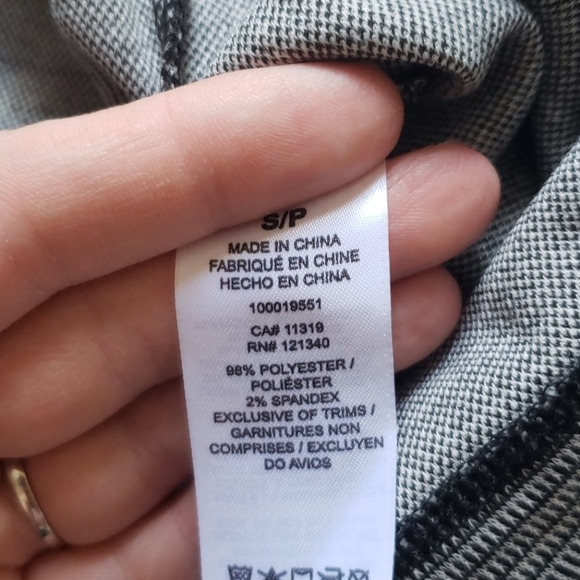 S/P
MADE IN CHINA
FABRIQUÉ EN CHINE
HECHO EN CHINA
100019551
CA# 11319
RN# 121340
98% POLYESTER /
POLIÉSTER
2% SPANDEX
EXCLUSIVE OF TRIMS /
GARNITURES NON
COMPRISES / EXCLUYEN
DO AVIOS